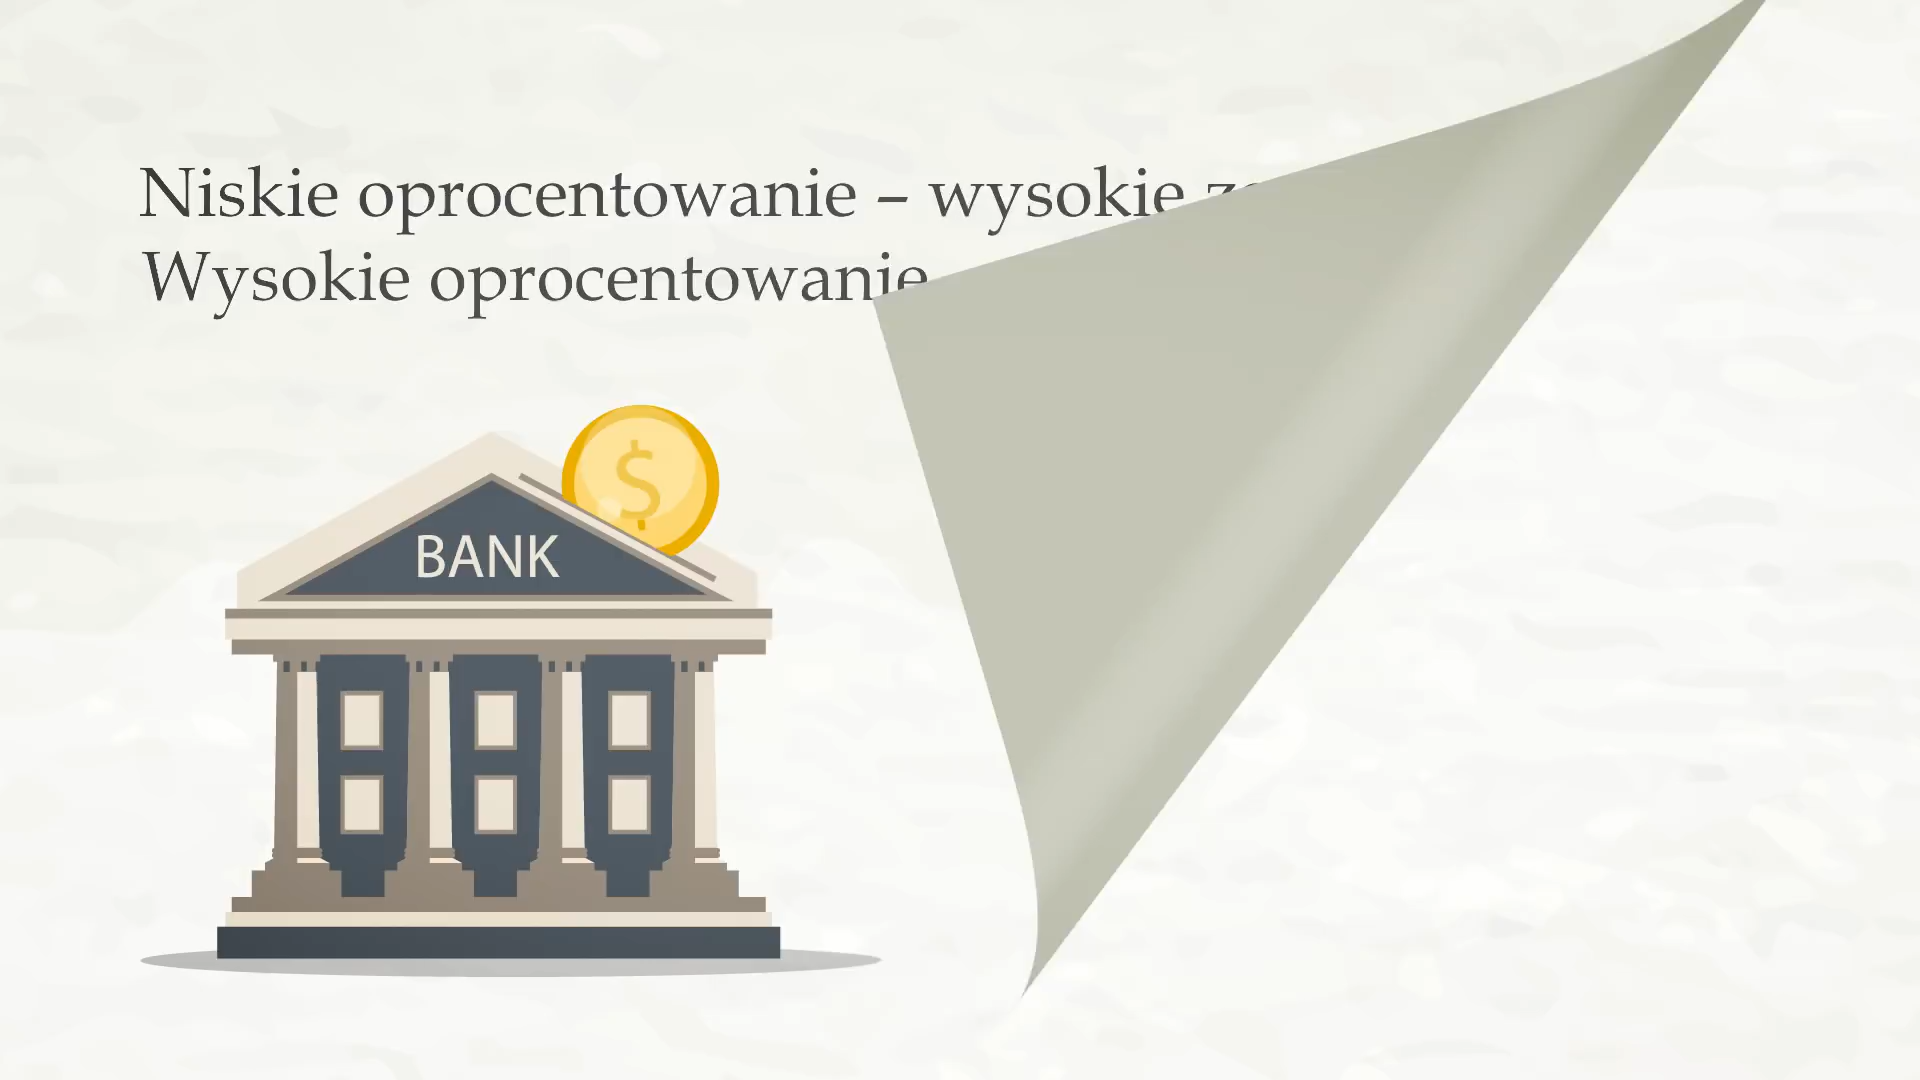 Niskie oprocentowanie – wysokie
Wysokie oprocentowanie
$
BANK